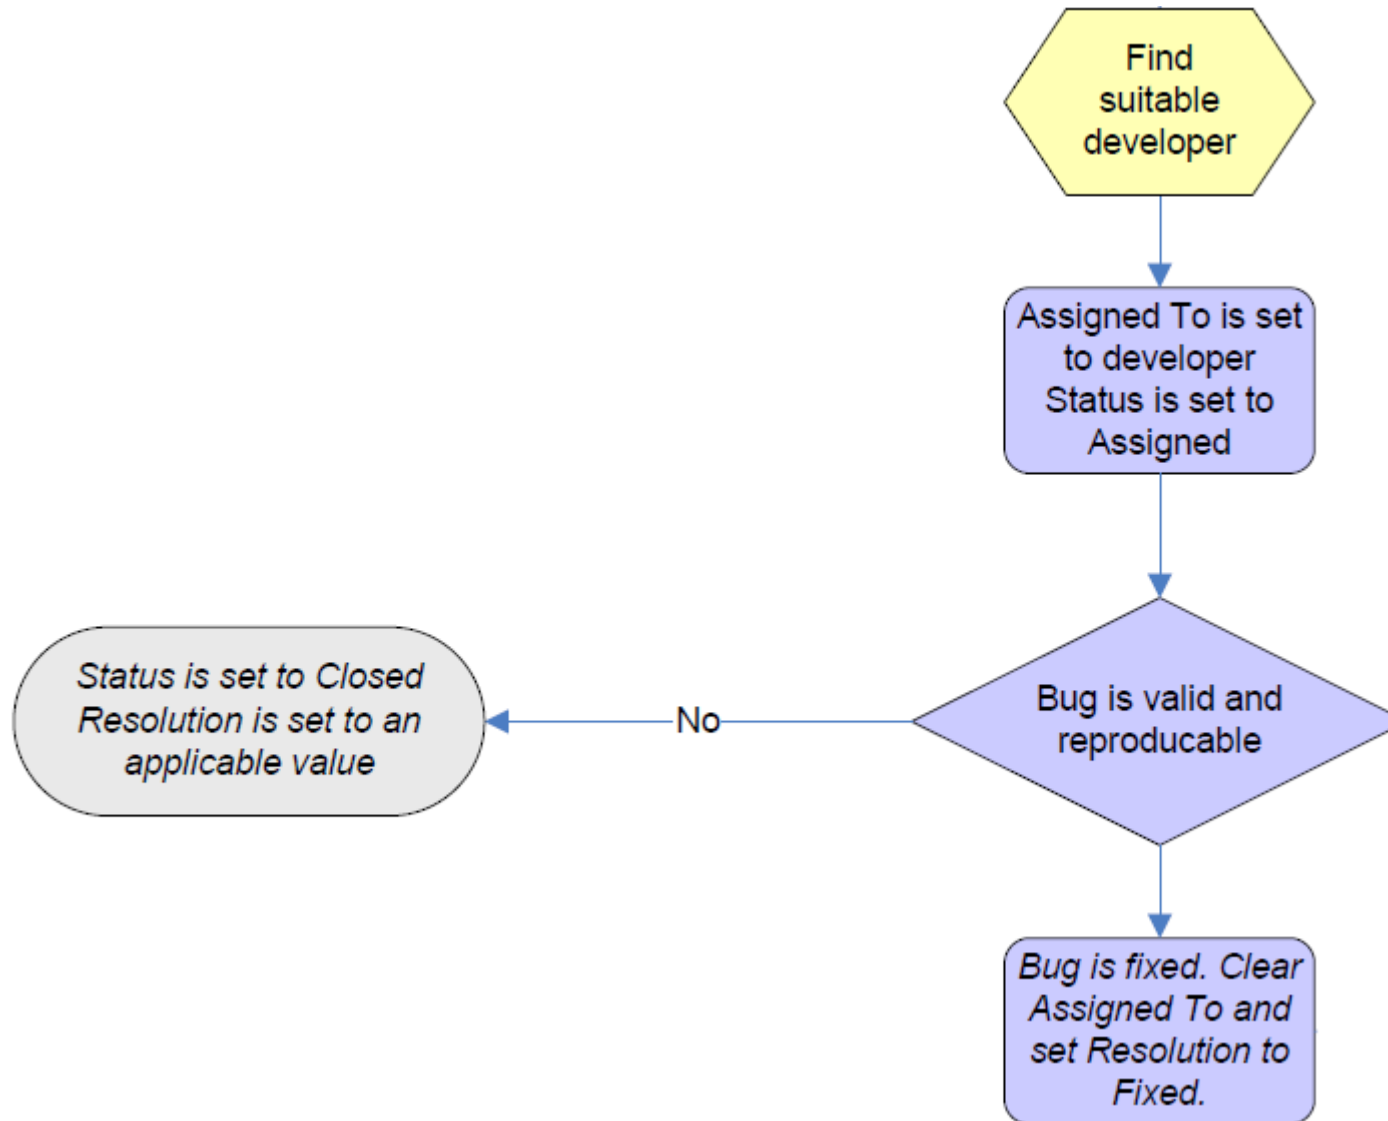 Find
suitable
developer
Assigned To is set
to developer
Status is set to
Assigned
Status is set to Closed
Resolution is set to an
applicable value
No
Bug is valid and
reproducable
Bug is fixed. Clear
Assigned To and
set Resolution to
Fixed.